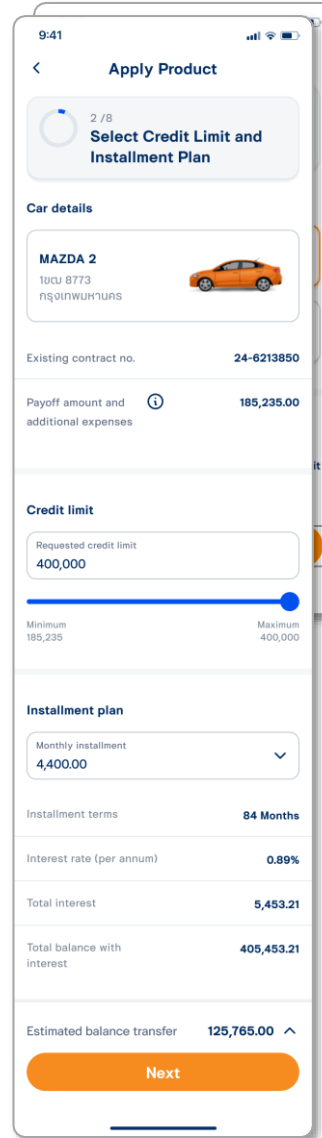 9:41
Apply Product
2 /8
Select Credit Limit and
Installment Plan
Car details
MAZDA 2
1ขฒ 8773
กรุงเทพมหานคร
Existing contract no. 24-6213850
Payoff amount and 185,235.00
additional expenses
Credit limit
Requested credit limit
400,000
Minimum Maximum
185,235 400,000
Installment plan
Monthly installment
4,400.00
Installment terms 84 Months
Interest rate (per annum) 0.89%
Total interest 5,453.21
Total balance with 405,453.21
interest
Estimated balance transfer 125,765.00
Next
it